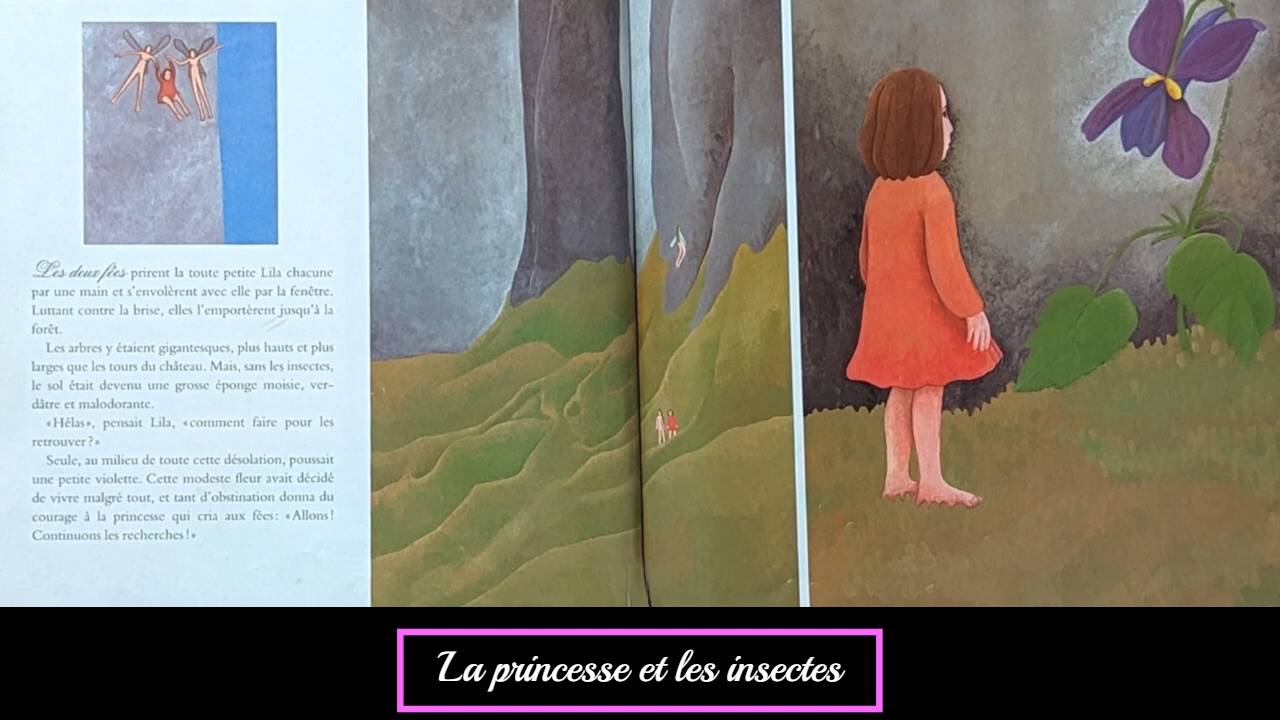 Les deux fées prirent la toute petite Lila chacune
par une main et s'envolèrent avec elle par la fenêtre.
Luttant contre la brise, elles l'emportèrent jusqu'à la
forêt.
Les arbres y étaient gigantesques, plus hauts et plus
larges que les tours du château. Mais, sans les insectes,
le sol était devenu une grosse éponge moisie, ver-
dâtre et malodorante.
«Hélas», pensait Lila, «comment faire pour les
retrouver?»
Seule, au milieu de toute cette désolation, poussait
une petite violette. Cette modeste fleur avait décidé
de vivre malgré tout, et tant d'obstination donna du
courage à la princesse qui cria aux fées: «Allons!
Continuons les recherches!»
La princesse et les insectes